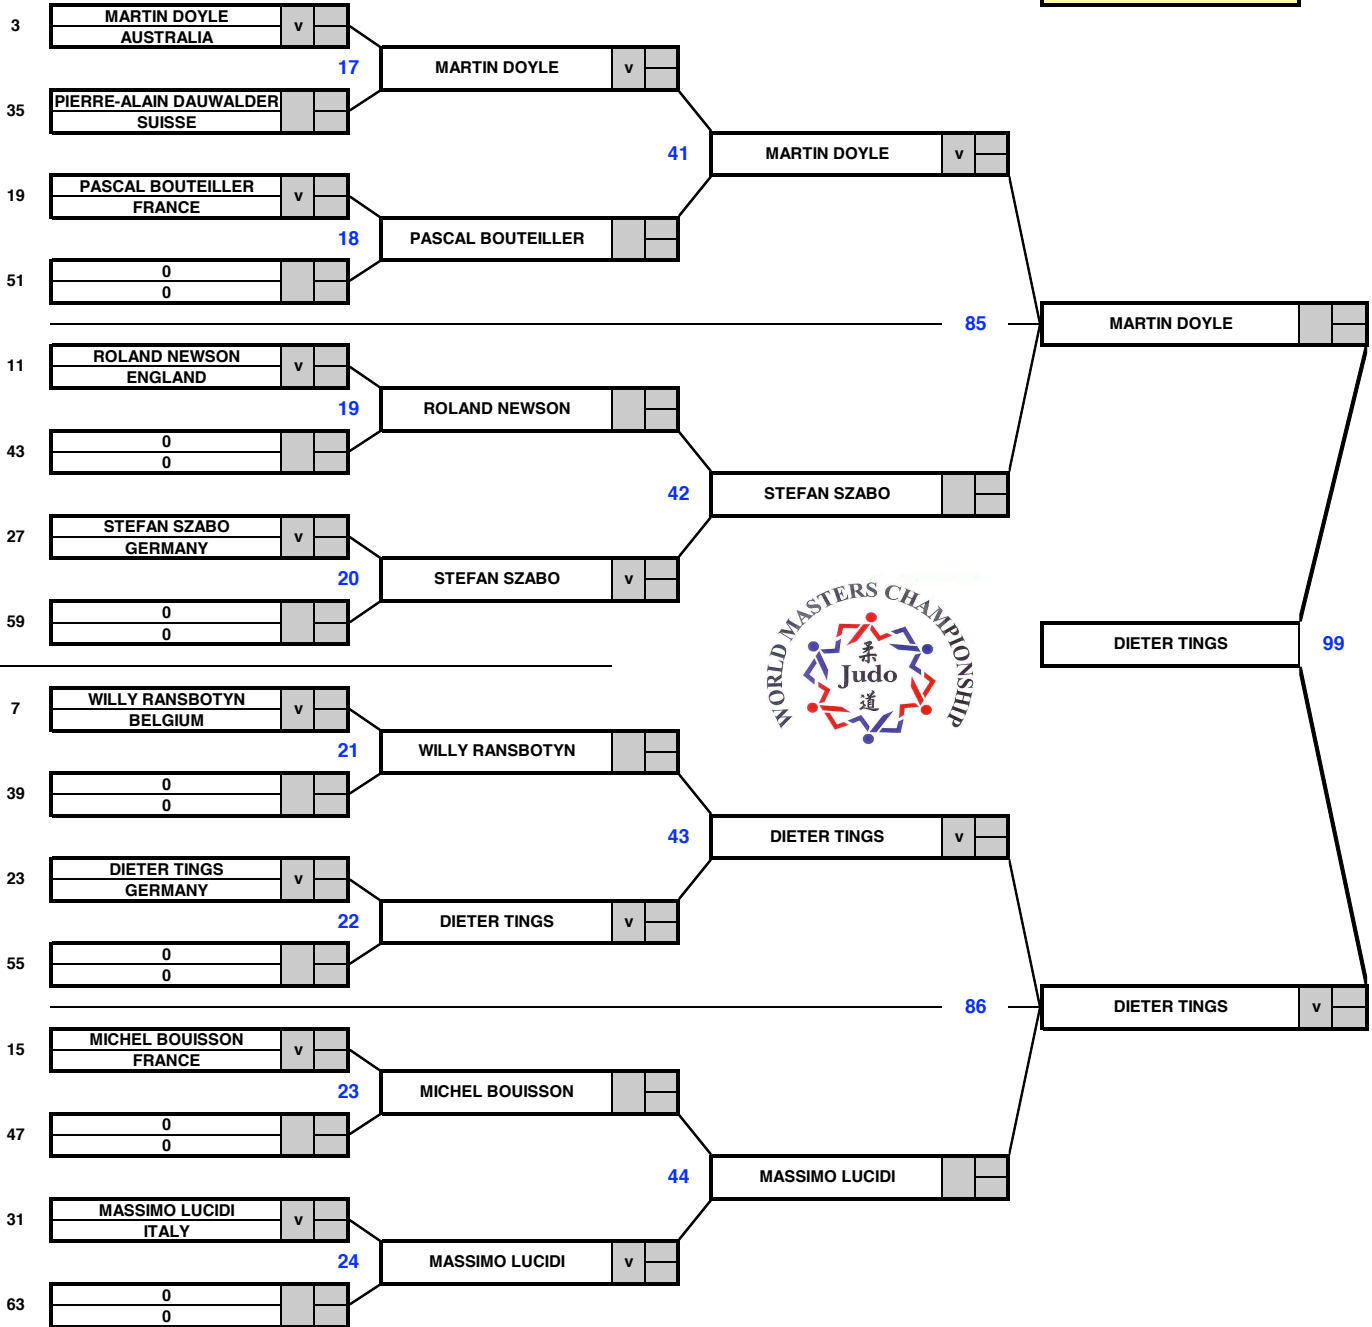 3
MARTIN DOYLE
AUSTRALIA
v
17
MARTIN DOYLE
v
35
PIERRE-ALAIN DAUWALDER
SUISSE
41
MARTIN DOYLE
v
19
PASCAL BOUTEILLER
FRANCE
v
18
PASCAL BOUTEILLER
51
0
0
85
MARTIN DOYLE
11
ROLAND NEWSON
ENGLAND
v
19
ROLAND NEWSON
43
0
0
42
STEFAN SZABO
27
STEFAN SZABO
GERMANY
v
20
STEFAN SZABO
v
59
0
0
WORLD MASTERS CHAMPIONSHIP
柔
Judo
道
DIETER TINGS
99
7
WILLY RANSBOTYN
BELGIUM
v
21
WILLY RANSBOTYN
39
0
0
43
DIETER TINGS
v
23
DIETER TINGS
GERMANY
v
22
DIETER TINGS
v
55
0
0
86
DIETER TINGS
v
15
MICHEL BOUISSON
FRANCE
v
23
MICHEL BOUISSON
47
0
0
44
MASSIMO LUCIDI
31
MASSIMO LUCIDI
ITALY
v
24
MASSIMO LUCIDI
v
63
0
0